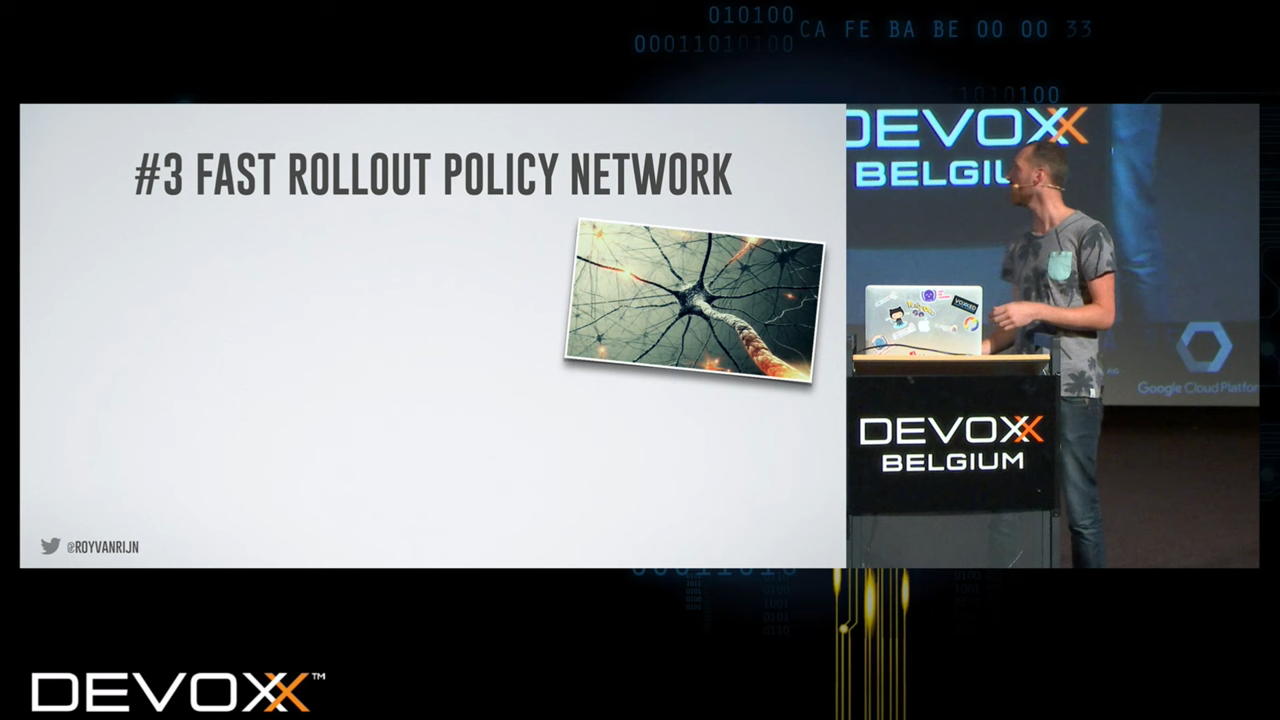 010100
00011010100
CA FE BA BE 00 00 33
1010100
#3 FAST ROLLOUT POLICY NETWORK
@ROYVANRIJN
DEVOXX
BELGIU
Google Cloud Platfor
DEVOXX
BELGIUM
DEVOXX™